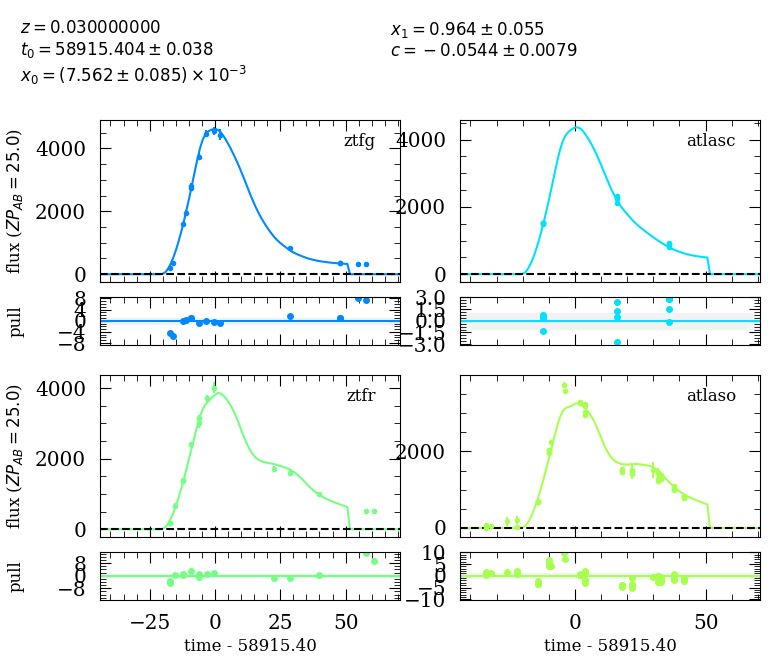 z = 0.030000000
t₀ = 58915.404 ± 0.038
x₀ = (7.562 ± 0.085) × 10⁻³
x₁ = 0.964 ± 0.055
c = −0.0544 ± 0.0079
flux (ZP_AB = 25.0)
4000
2000
0
ztfg
4000
2000
0
atlasc
pull
8
4
0
−4
−8
3.0
1.5
0.0
−1.5
−3.0
flux (ZP_AB = 25.0)
4000
2000
0
ztfr
2000
0
atlaso
pull
8
0
−8
10
5
0
−5
−10
−25 0 25 50
time - 58915.40
0 50
time - 58915.40